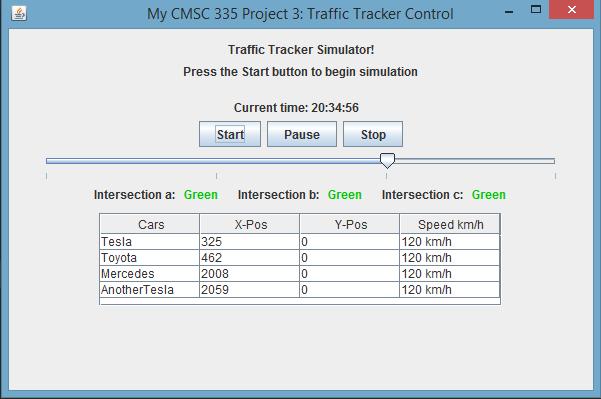 My CMSC 335 Project 3: Traffic Tracker Control
Traffic Tracker Simulator!
Press the Start button to begin simulation
Current time: 20:34:56
Start Pause Stop
Intersection a: Green Intersection b: Green Intersection c: Green
Cars X-Pos Y-Pos Speed km/h
Tesla 325 0 120 km/h
Toyota 462 0 120 km/h
Mercedes 2008 0 120 km/h
AnotherTesla 2059 0 120 km/h